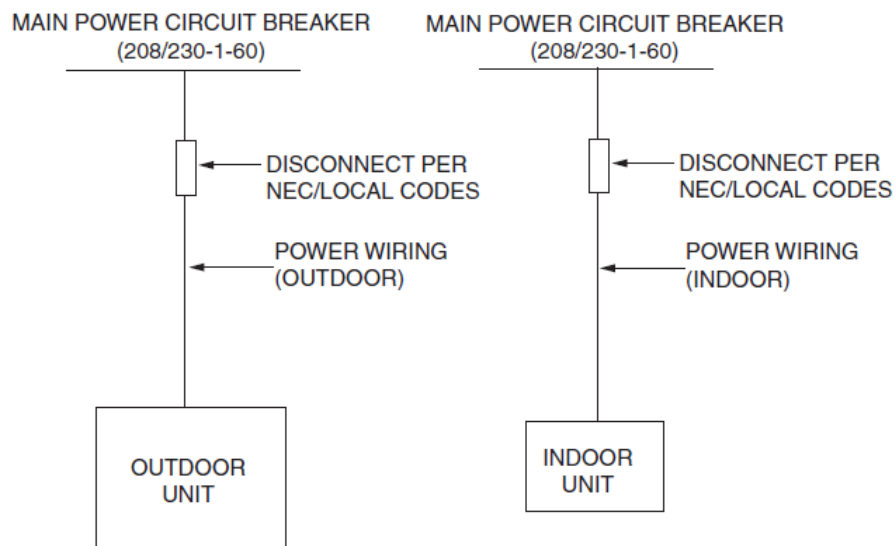 MAIN POWER CIRCUIT BREAKER
(208/230-1-60)
DISCONNECT PER
NEC/LOCAL CODES
POWER WIRING
(OUTDOOR)
OUTDOOR
UNIT
MAIN POWER CIRCUIT BREAKER
(208/230-1-60)
DISCONNECT PER
NEC/LOCAL CODES
POWER WIRING
(INDOOR)
INDOOR
UNIT